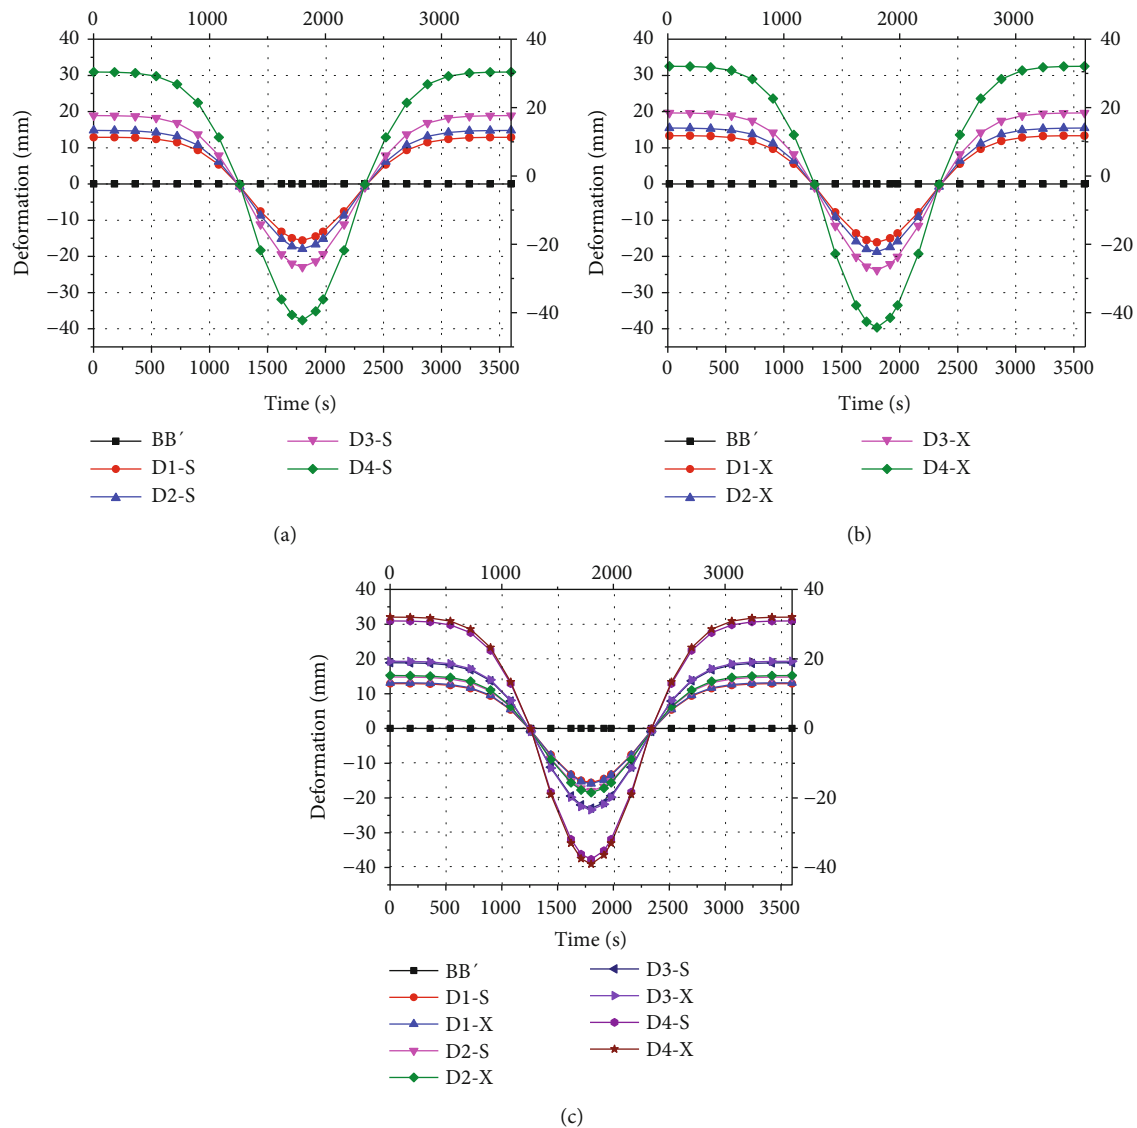 0 1000 2000 3000
40 30 20 10 0 −10 −20 −30 −40
40 20 0 −20 −40
Deformation (mm)
0 500 1000 1500 2000 2500 3000 3500
Time (s)
BB´ D3-S
D1-S D4-S
D2-S
(a)
0 1000 2000 3000
40 30 20 10 0 −10 −20 −30 −40
40 20 0 −20 −40
Deformation (mm)
0 500 1000 1500 2000 2500 3000 3500
Time (s)
BB´ D3-X
D1-X D4-X
D2-X
(b)
0 1000 2000 3000
40 30 20 10 0 −10 −20 −30 −40
40 20 0 −20 −40
Deformation (mm)
0 500 1000 1500 2000 2500 3000 3500
Time (s)
BB´ D3-S
D1-S D3-X
D1-X D4-S
D2-S D4-X
D2-X
(c)